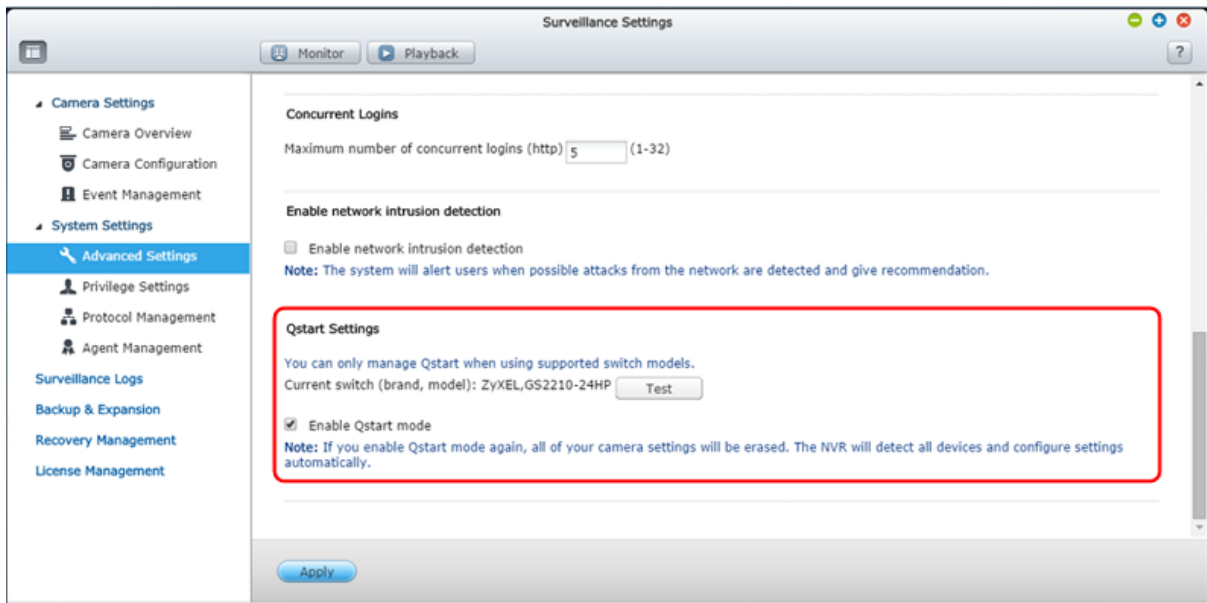 Surveillance Settings
Monitor
Playback
?
Camera Settings
Camera Overview
Camera Configuration
Event Management
System Settings
Advanced Settings
Privilege Settings
Protocol Management
Agent Management
Surveillance Logs
Backup & Expansion
Recovery Management
License Management
Concurrent Logins
Maximum number of concurrent logins (http) 5 (1-32)
Enable network intrusion detection
Enable network intrusion detection
Note: The system will alert users when possible attacks from the network are detected and give recommendation.
Qstart Settings
You can only manage Qstart when using supported switch models.
Current switch (brand, model): ZyXEL,GS2210-24HP Test
Enable Qstart mode
Note: If you enable Qstart mode again, all of your camera settings will be erased. The NVR will detect all devices and configure settings
automatically.
Apply